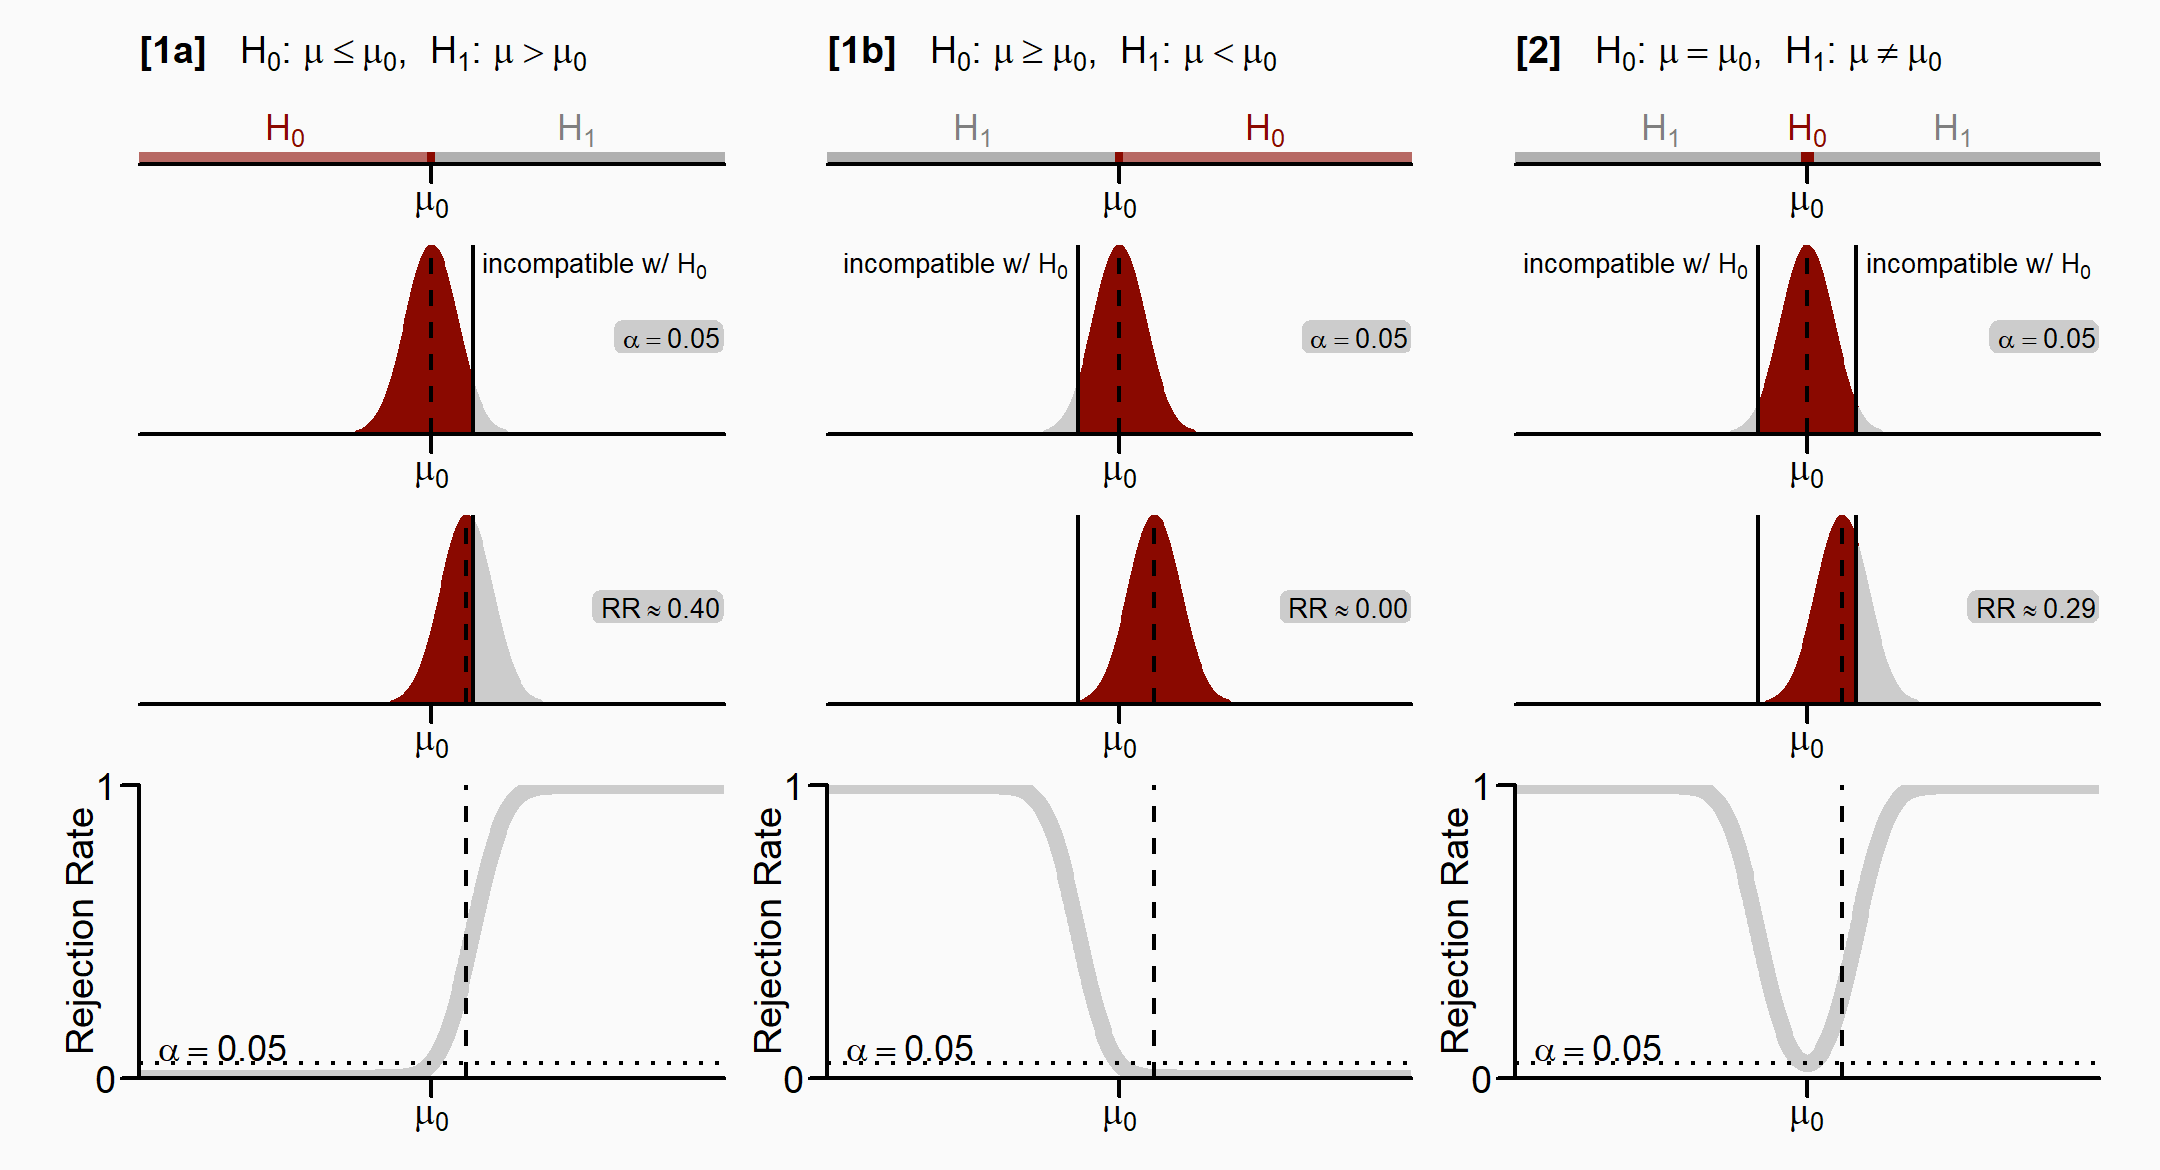 [1a] H₀: μ ≤ μ₀, H₁: μ > μ₀
H₀ H₁
μ₀
incompatible w/ H₀
α = 0.05
μ₀
RR ≈ 0.40
μ₀
1
Rejection Rate
α = 0.05
0
μ₀
[1b] H₀: μ ≥ μ₀, H₁: μ < μ₀
H₁ H₀
μ₀
incompatible w/ H₀
α = 0.05
μ₀
RR ≈ 0.00
μ₀
1
Rejection Rate
α = 0.05
0
μ₀
[2] H₀: μ = μ₀, H₁: μ ≠ μ₀
H₁ H₀ H₁
μ₀
incompatible w/ H₀ incompatible w/ H₀
α = 0.05
μ₀
RR ≈ 0.29
μ₀
1
Rejection Rate
α = 0.05
0
μ₀